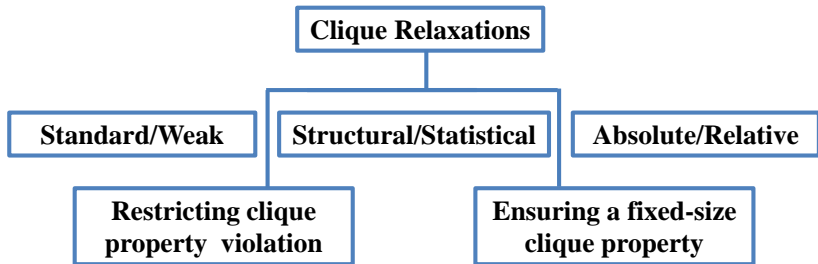 Clique Relaxations
Standard/Weak
Structural/Statistical
Absolute/Relative
Restricting clique
property violation
Ensuring a fixed-size
clique property